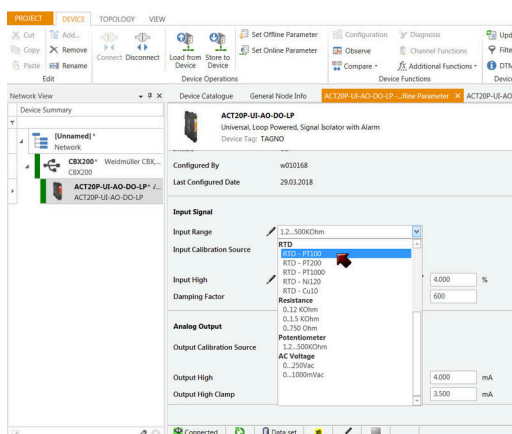 PROJECT DEVICE TOPOLOGY VIEW
Cut Add...
Copy Remove
Paste Rename
Connect Disconnect
Load from Device
Store to Device
Set Offline Parameter
Set Online Parameter
Configuration Diagnosis
Observe Channel Functions
Compare Additional Functions
Upd
Filte
DTM
Edit Device Operations Device Functions Device
Network View
Device Catalogue General Node Info ACT20P-UI-AO-DO-LP -...fline Parameter ACT20P-UI-AO
Device Summary
[Unnamed]*
Network
CBX200* Weidmüller CBX,...
CBX200
ACT20P-UI-AO-DO-LP* /...
ACT20P-UI-AO-DO-LP
ACT20P-UI-AO-DO-LP
Universal, Loop Powered, Signal Isolator with Alarm
Device Tag: TAGNO
Configured By w010168
Last Configured Date 29.03.2018
Input Signal
Input Range 1.2...500KOhm
Input Calibration Source
RTD
RTD - PT100
RTD - PT200
RTD - PT1000
RTD - Ni120
RTD - Cu10
Resistance
0..12 KOhm
0..1.5 KOhm
0..750 Ohm
Potentiometer
1.2...500KOhm
AC Voltage
0...250Vac
0...1000mVac
Input High 4.000 %
Damping Factor 600
Analog Output
Output Calibration Source
Output High 4.000 mA
Output High Clamp 3.500 mA
Connected Data set